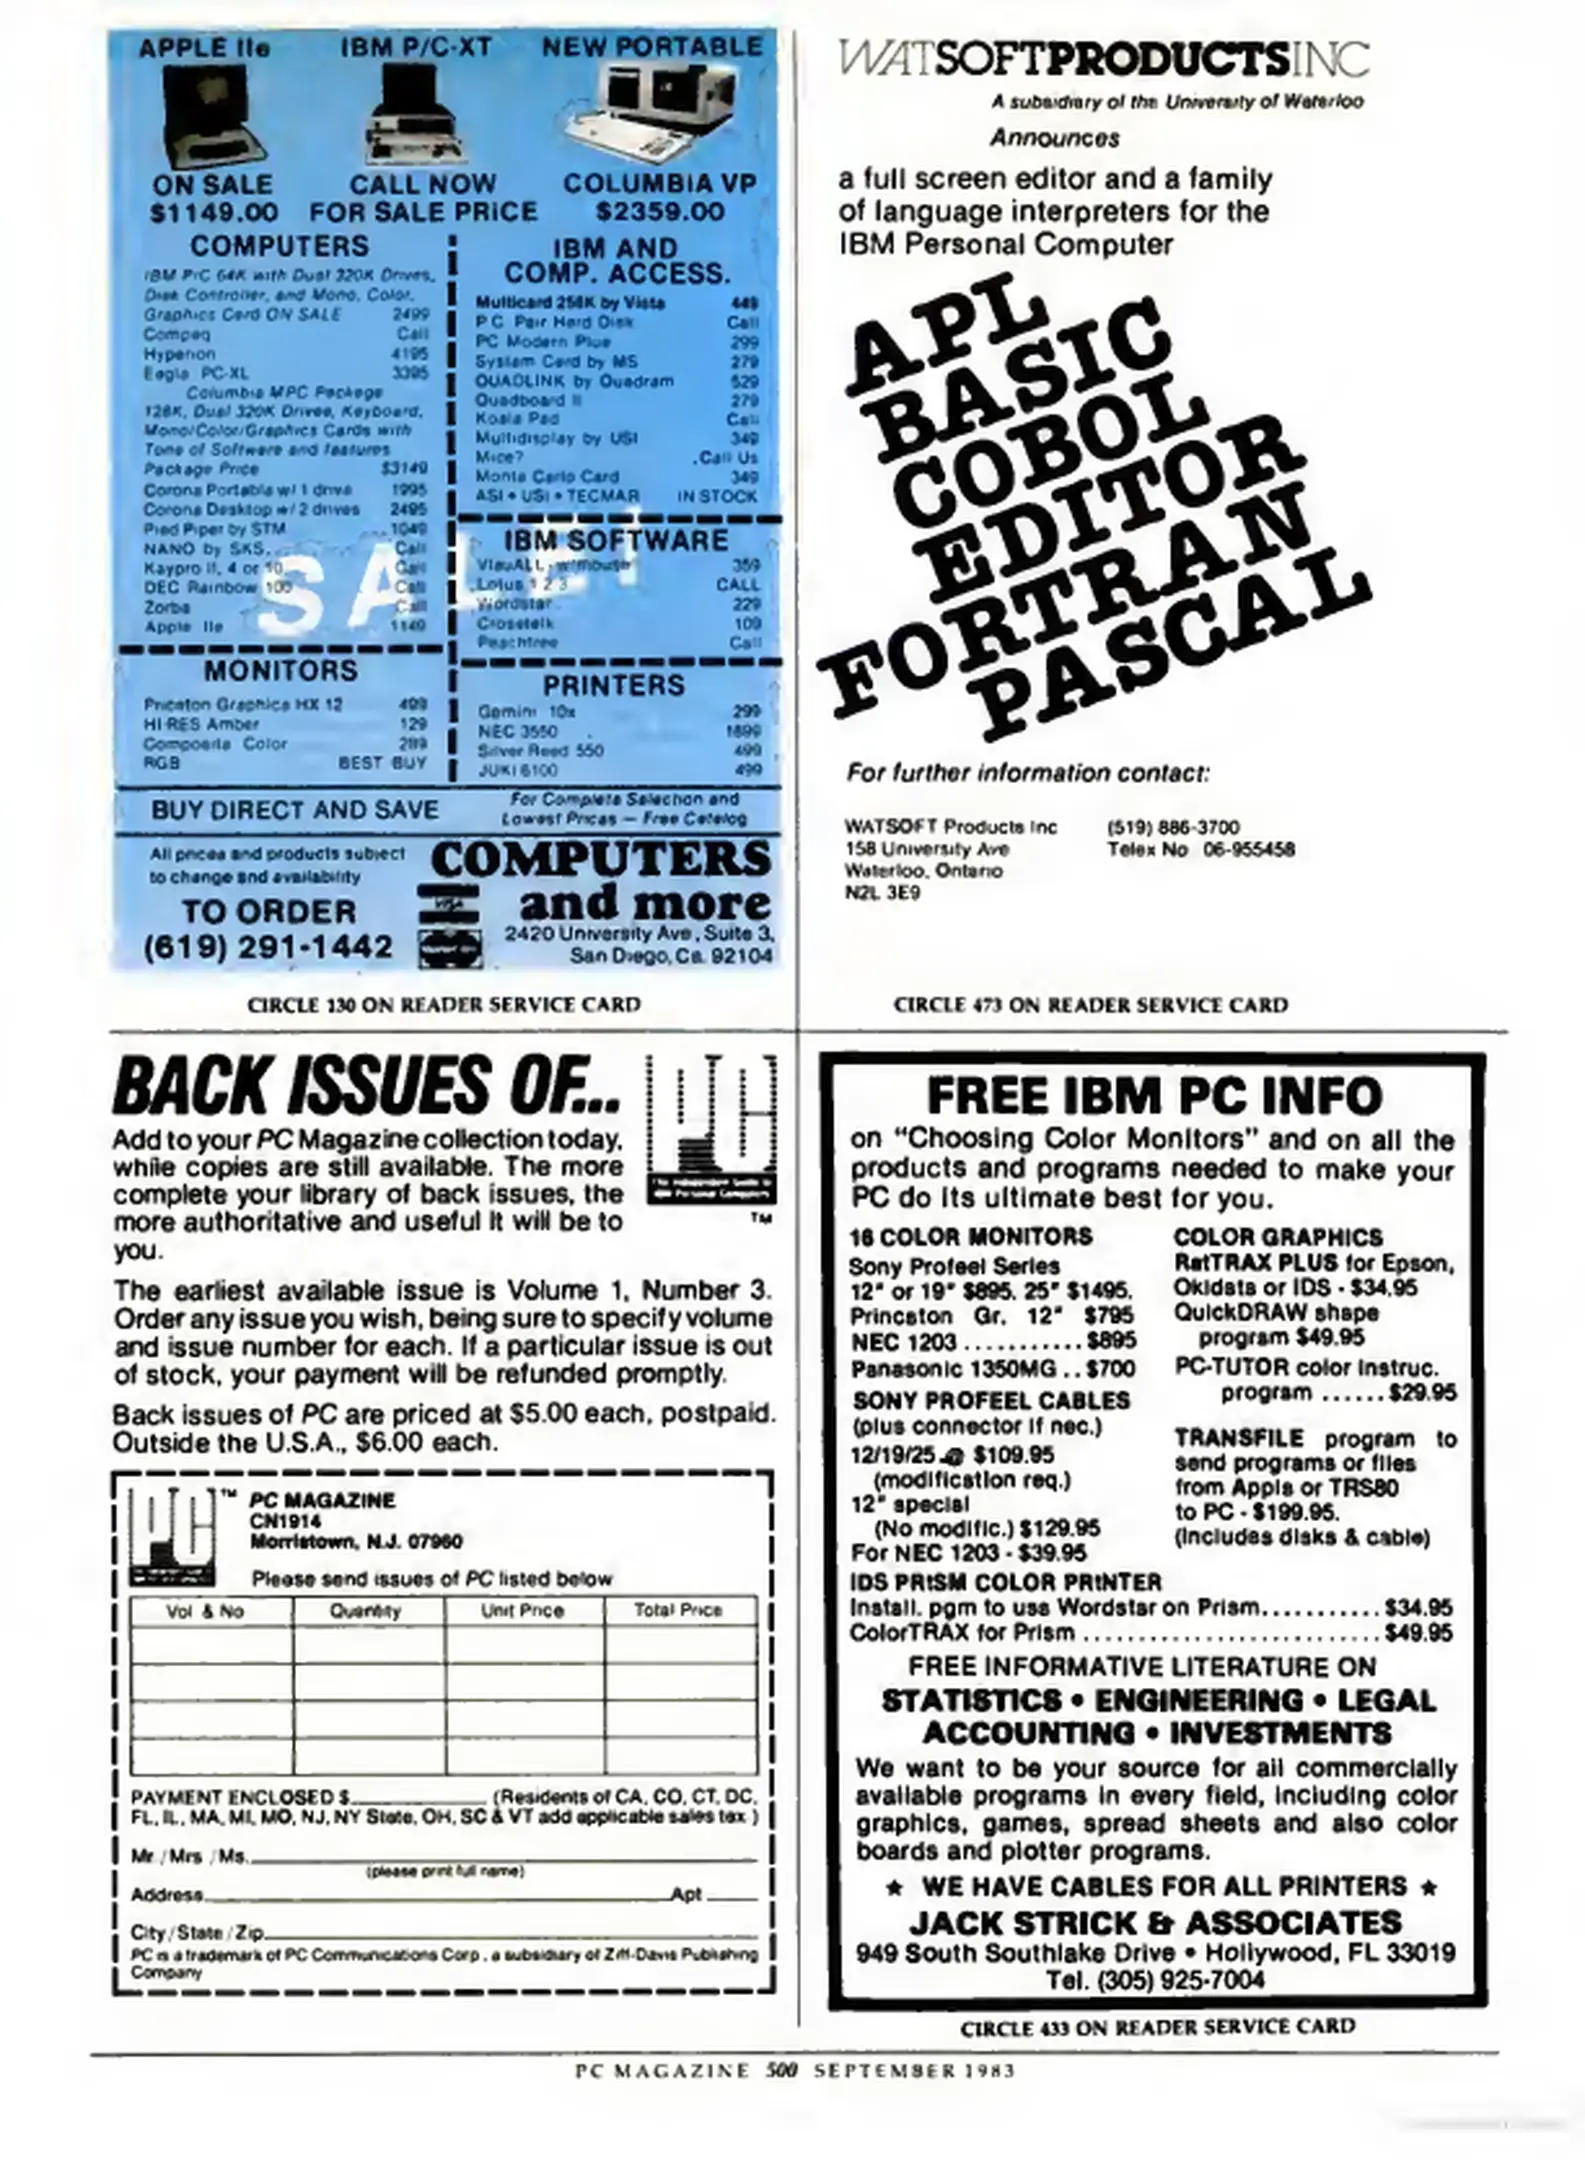 APPLE IIe IBM P/C-XT NEW PORTABLE
ON SALE CALL NOW COLUMBIA VP
$1149.00 FOR SALE PRICE $2359.00
COMPUTERS
IBM P/C 64K with Dual 320K Drives,
Disk Controller, and Mono, Color,
Graphics Card ON SALE 2499
Compaq Call
Hyperion 4195
Eagle PC-XL 3395
Columbia MPC Package
128K, Dual 320K Drives, Keyboard,
Mono/Color/Graphics Cards with
Tons of Software and features
Package Price $3149
Corona Portable w/ 1 drive 1995
Corona Desktop w/ 2 drives 2495
Pied Piper by STM 1049
NANO by SKS Call
Kaypro II, 4 or 10 Call
DEC Rainbow 100 Call
Zorba Call
Apple IIe 1149
MONITORS
Princeton Graphics HX 12 499
HI-RES Amber 129
Composite Color 289
RGB BEST BUY
IBM AND
COMP. ACCESS.
Multicard 256K by Vista 449
P C Pair Hard Disk Call
PC Modem Plus 299
System Card by MS 279
QUADLINK by Quadram 529
Quadboard II 279
Koala Pad Call
Multidisplay by USI 349
Mice? .Call Us
Monte Carlo Card 349
ASI • USI • TECMAR IN STOCK
IBM SOFTWARE
VisuALL w/mouse 359
Lotus 1 2 3 CALL
Wordstar 229
Crosstalk 109
Peachtree Call
PRINTERS
Gemini 10x 299
NEC 3550 1899
Silver Reed 550 499
JUKI 6100 499
BUY DIRECT AND SAVE
For Complete Selection and
Lowest Prices — Free Catalog
All prices and products subject
to change and availability
TO ORDER
(619) 291-1442
COMPUTERS
and more
2420 University Ave, Suite 3,
San Diego, Ca. 92104
CIRCLE 130 ON READER SERVICE CARD
WATSOFTPRODUCTSINC
A subsidiary of the University of Waterloo
Announces
a full screen editor and a family
of language interpreters for the
IBM Personal Computer
APL
BASIC
COBOL
EDITOR
FORTRAN
PASCAL
For further information contact:
WATSOFT Products Inc (519) 886-3700
158 University Ave Telex No 06-955458
Waterloo, Ontario
N2L 3E9
CIRCLE 473 ON READER SERVICE CARD
BACK ISSUES OF...
Add to your PC Magazine collection today,
while copies are still available. The more
complete your library of back issues, the
more authoritative and useful it will be to
you.
The Independent Guide to
IBM Personal Computers
TM
The earliest available issue is Volume 1, Number 3.
Order any issue you wish, being sure to specify volume
and issue number for each. If a particular issue is out
of stock, your payment will be refunded promptly.
Back issues of PC are priced at $5.00 each, postpaid.
Outside the U.S.A., $6.00 each.
TM PC MAGAZINE
CN1914
Morristown, N.J. 07960
Please send issues of PC listed below
Vol & No Quantity Unit Price Total Price
PAYMENT ENCLOSED $ (Residents of CA, CO, CT, DC,
FL, IL, MA, MI, MO, NJ, NY State, OH, SC & VT add applicable sales tax )
Mr /Mrs /Ms.
(please print full name)
Address Apt
City/State/Zip
PC is a trademark of PC Communications Corp, a subsidiary of Ziff-Davis Publishing
Company
FREE IBM PC INFO
on "Choosing Color Monitors" and on all the
products and programs needed to make your
PC do its ultimate best for you.
16 COLOR MONITORS
Sony Profeel Series
12" or 19" $895. 25" $1495.
Princeton Gr. 12" $795
NEC 1203 ........... $895
Panasonic 1350MG .. $700
SONY PROFEEL CABLES
(plus connector if nec.)
12/19/25 @ $109.95
(modification req.)
12" special
(No modific.) $129.95
For NEC 1203 - $39.95
COLOR GRAPHICS
RatTRAX PLUS for Epson,
Okidata or IDS - $34.95
QuickDRAW shape
program $49.95
PC-TUTOR color instruc.
program ...... $29.95
TRANSFILE program to
send programs or files
from Apple or TRS80
to PC - $199.95.
(includes disks & cable)
IDS PRISM COLOR PRINTER
Install. pgm to use Wordstar on Prism........... $34.95
ColorTRAX for Prism ............................ $49.95
FREE INFORMATIVE LITERATURE ON
STATISTICS • ENGINEERING • LEGAL
ACCOUNTING • INVESTMENTS
We want to be your source for all commercially
available programs in every field, including color
graphics, games, spread sheets and also color
boards and plotter programs.
★ WE HAVE CABLES FOR ALL PRINTERS ★
JACK STRICK & ASSOCIATES
949 South Southlake Drive • Hollywood, FL 33019
Tel. (305) 925-7004
CIRCLE 433 ON READER SERVICE CARD
PC MAGAZINE 500 SEPTEMBER 1983